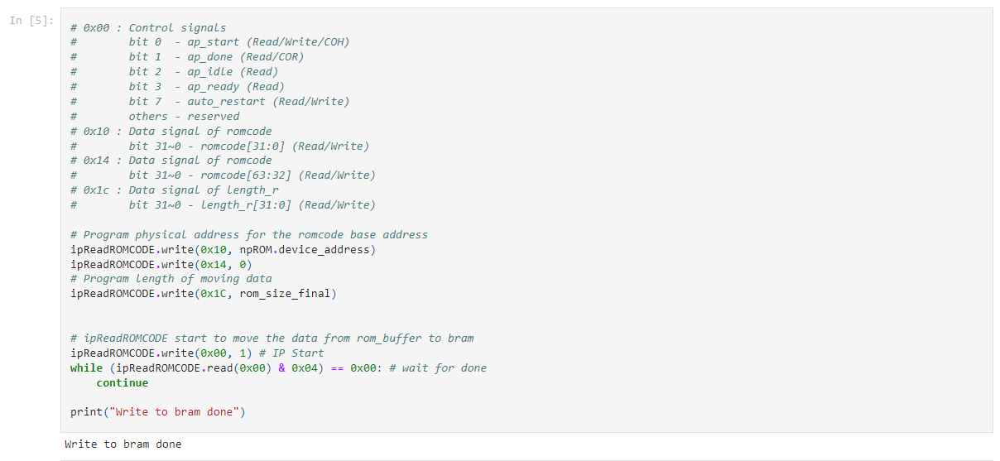 In [5]:
# 0x00 : Control signals
#        bit 0  - ap_start (Read/Write/COH)
#        bit 1  - ap_done (Read/COR)
#        bit 2  - ap_idle (Read)
#        bit 3  - ap_ready (Read)
#        bit 7  - auto_restart (Read/Write)
#        others - reserved
# 0x10 : Data signal of romcode
#        bit 31~0 - romcode[31:0] (Read/Write)
# 0x14 : Data signal of romcode
#        bit 31~0 - romcode[63:32] (Read/Write)
# 0x1c : Data signal of length_r
#        bit 31~0 - length_r[31:0] (Read/Write)
# Program physical address for the romcode base address
ipReadROMCODE.write(0x10, npROM.device_address)
ipReadROMCODE.write(0x14, 0)
# Program length of moving data
ipReadROMCODE.write(0x1C, rom_size_final)
# ipReadROMCODE start to move the data from rom_buffer to bram
ipReadROMCODE.write(0x00, 1) # IP Start
while (ipReadROMCODE.read(0x00) & 0x04) == 0x00: # wait for done
    continue
print("Write to bram done")
Write to bram done